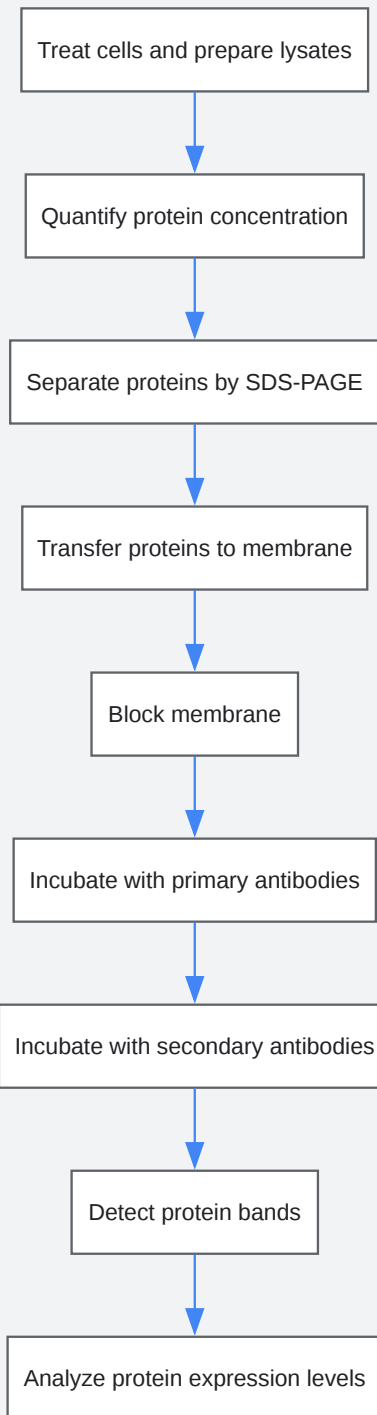 Treat cells and prepare lysates
Quantify protein concentration
Separate proteins by SDS-PAGE
Transfer proteins to membrane
Block membrane
Incubate with primary antibodies
Incubate with secondary antibodies
Detect protein bands
Analyze protein expression levels